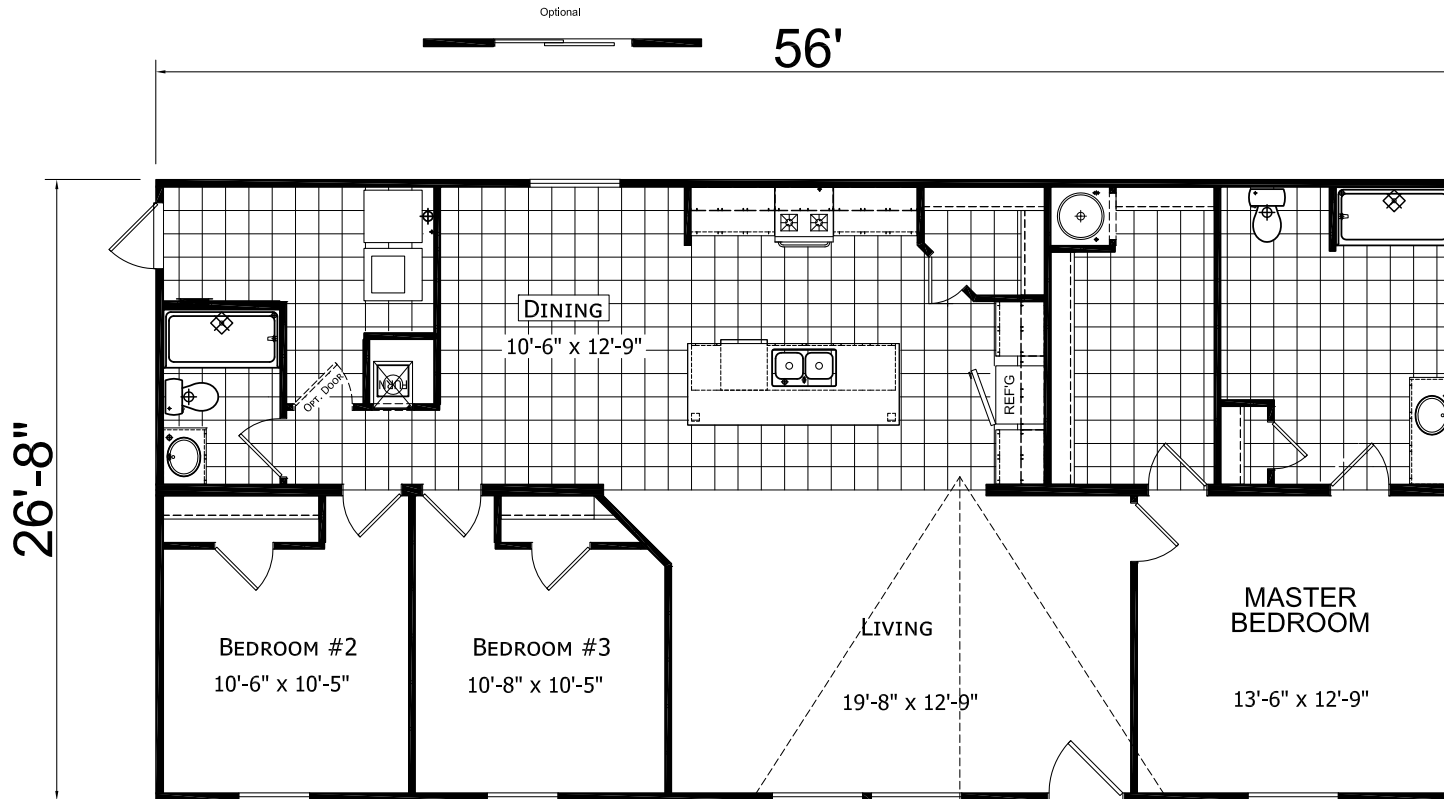 Optional
56'
26'-8"
DINING
10'-6" x 12'-9"
OPT. DOOR
FURN
REF'G
BEDROOM #2
10'-6" x 10'-5"
BEDROOM #3
10'-8" x 10'-5"
LIVING
19'-8" x 12'-9"
MASTER
BEDROOM
13'-6" x 12'-9"